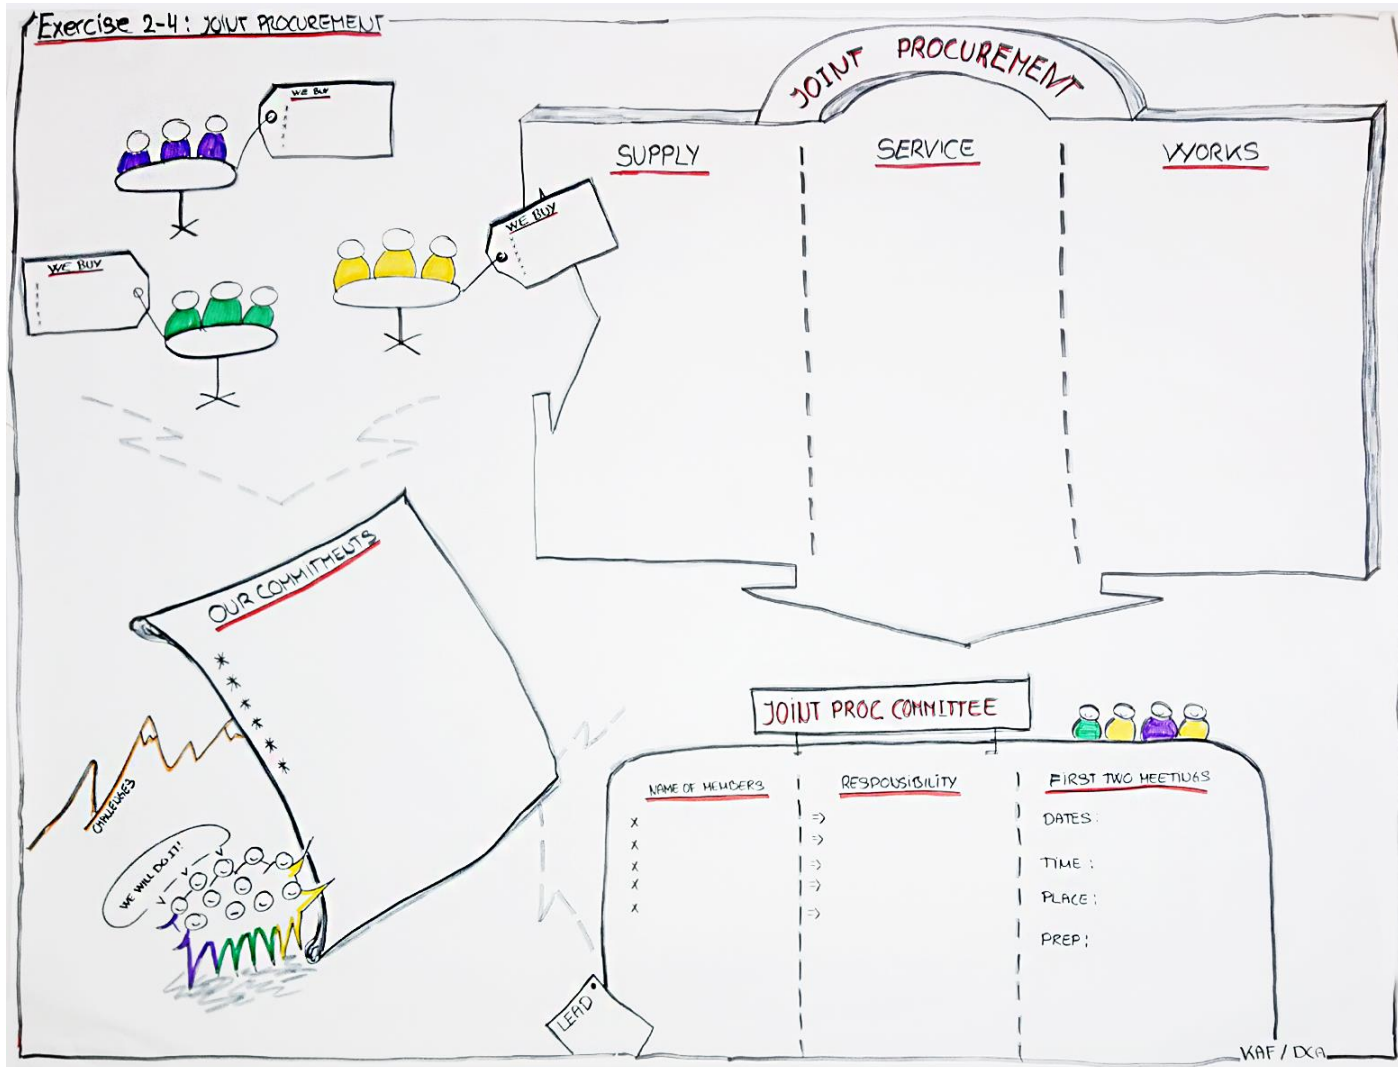 Exercise 2-4: JOINT PROCUREMENT
WE BUY
WE BUY
WE BUY
JOINT PROCUREMENT
SUPPLY
SERVICE
WORKS
OUR COMMITMENTS
CHALLENGES
WE WILL DO IT!
JOINT PROC COMMITTEE
NAME OF MEMBERS
x
x
x
x
x
RESPONSIBILITY
=>
=>
=>
=>
=>
FIRST TWO MEETINGS
DATES:
TIME:
PLACE:
PREP:
LEAD
KAF / DCA